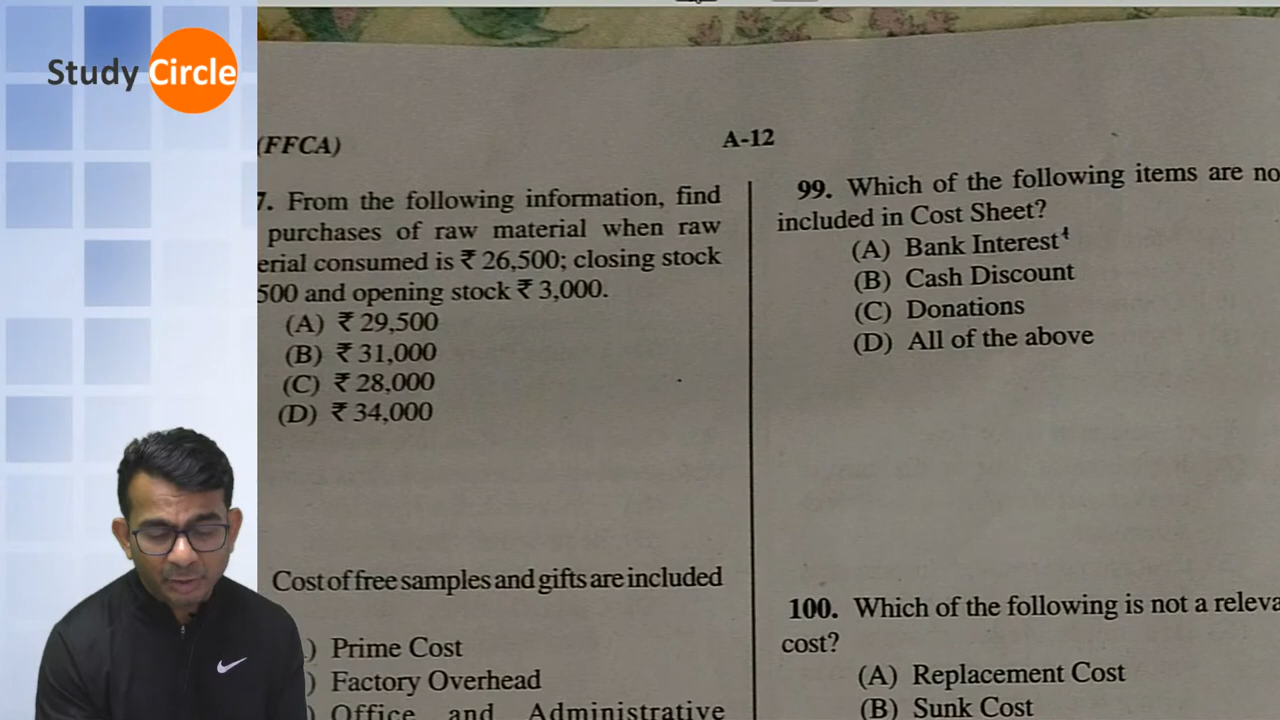 Study Circle
(FFCA)
A-12
7. From the following information, find
purchases of raw material when raw
erial consumed is ₹ 26,500; closing stock
500 and opening stock ₹ 3,000.
(A) ₹ 29,500
(B) ₹ 31,000
(C) ₹ 28,000
(D) ₹ 34,000
Cost of free samples and gifts are included
) Prime Cost
) Factory Overhead
) Office and Administrative
99. Which of the following items are no
included in Cost Sheet?
(A) Bank Interest
(B) Cash Discount
(C) Donations
(D) All of the above
100. Which of the following is not a releva
cost?
(A) Replacement Cost
(B) Sunk Cost